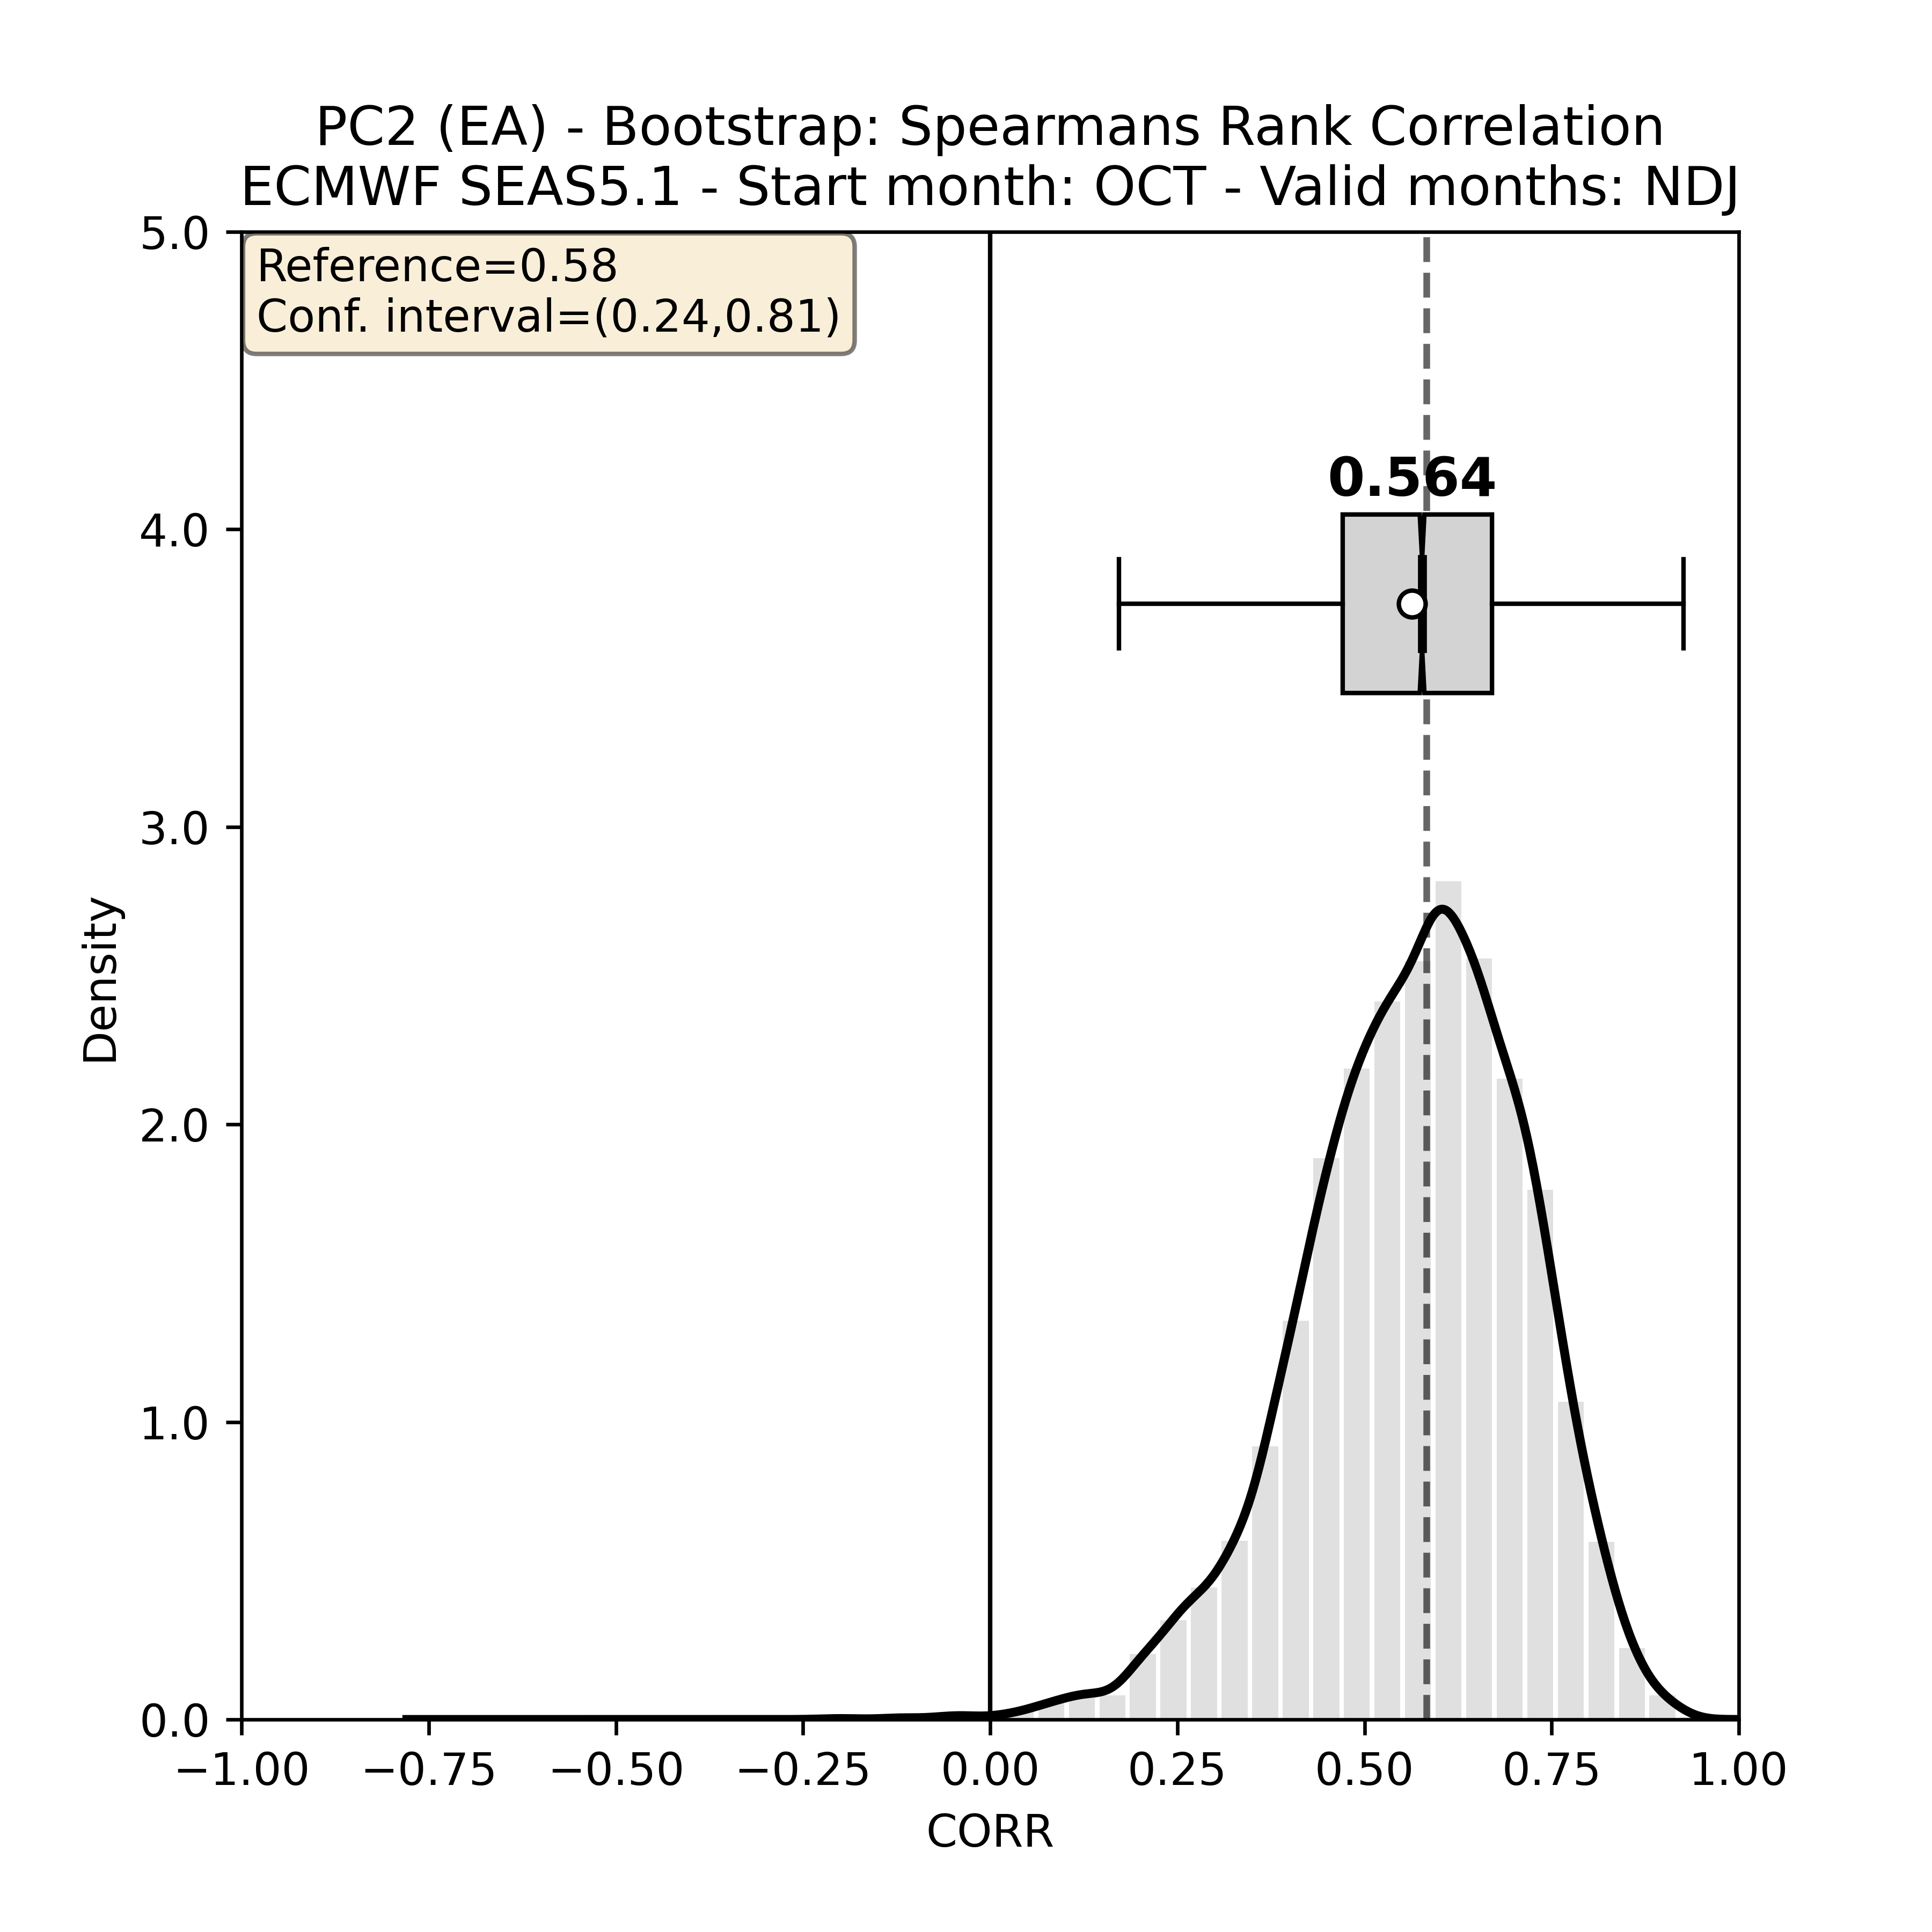 PC2 (EA) - Bootstrap: Spearmans Rank Correlation
ECMWF SEAS5.1 - Start month: OCT - Valid months: NDJ
Reference=0.58
Conf. interval=(0.24,0.81)
0.564
5.0
4.0
3.0
2.0
1.0
0.0
Density
−1.00 −0.75 −0.50 −0.25 0.00 0.25 0.50 0.75 1.00
CORR